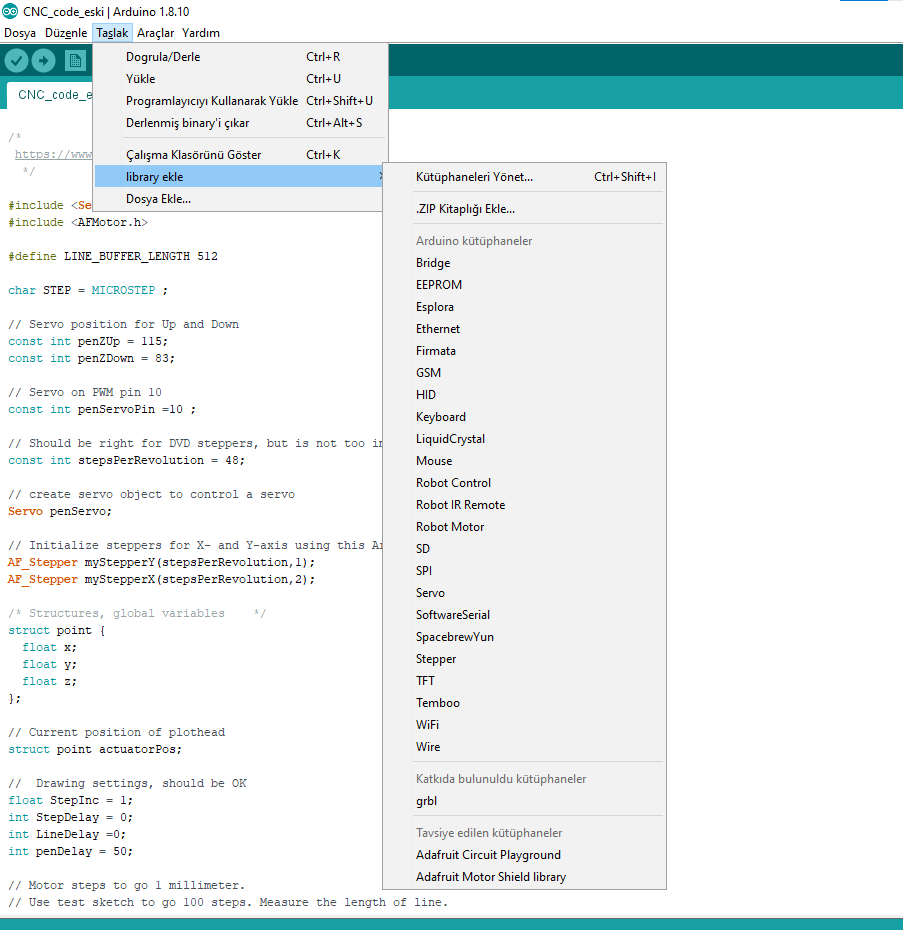 CNC_code_eski | Arduino 1.8.10
Dosya Düzenle Taşlak Araçlar Yardım
Dogrula/Derle Ctrl+R
Yükle Ctrl+U
Programlayıcıyı Kullanarak Yükle Ctrl+Shift+U
Derlenmiş binary'i çıkar Ctrl+Alt+S
Çalışma Klasörünü Göster Ctrl+K
library ekle
Dosya Ekle...
Kütüphaneleri Yönet... Ctrl+Shift+I
.ZIP Kitaplığı Ekle...
Arduino kütüphaneler
Bridge
EEPROM
Esplora
Ethernet
Firmata
GSM
HID
Keyboard
LiquidCrystal
Mouse
Robot Control
Robot IR Remote
Robot Motor
SD
SPI
Servo
SoftwareSerial
SpacebrewYun
Stepper
TFT
Temboo
WiFi
Wire
Katkıda bulunuldu kütüphaneler
grbl
Tavsiye edilen kütüphaneler
Adafruit Circuit Playground
Adafruit Motor Shield library
CNC_code_e
/*
https://www
*/
#include <Se
#include <AFMotor.h>
#define LINE_BUFFER_LENGTH 512
char STEP = MICROSTEP ;
// Servo position for Up and Down
const int penZUp = 115;
const int penZDown = 83;
// Servo on PWM pin 10
const int penServoPin =10 ;
// Should be right for DVD steppers, but is not too in
const int stepsPerRevolution = 48;
// create servo object to control a servo
Servo penServo;
// Initialize steppers for X- and Y-axis using this Ar
AF_Stepper myStepperY(stepsPerRevolution,1);
AF_Stepper myStepperX(stepsPerRevolution,2);
/* Structures, global variables */
struct point {
float x;
float y;
float z;
};
// Current position of plothead
struct point actuatorPos;
// Drawing settings, should be OK
float StepInc = 1;
int StepDelay = 0;
int LineDelay =0;
int penDelay = 50;
// Motor steps to go 1 millimeter.
// Use test sketch to go 100 steps. Measure the length of line.